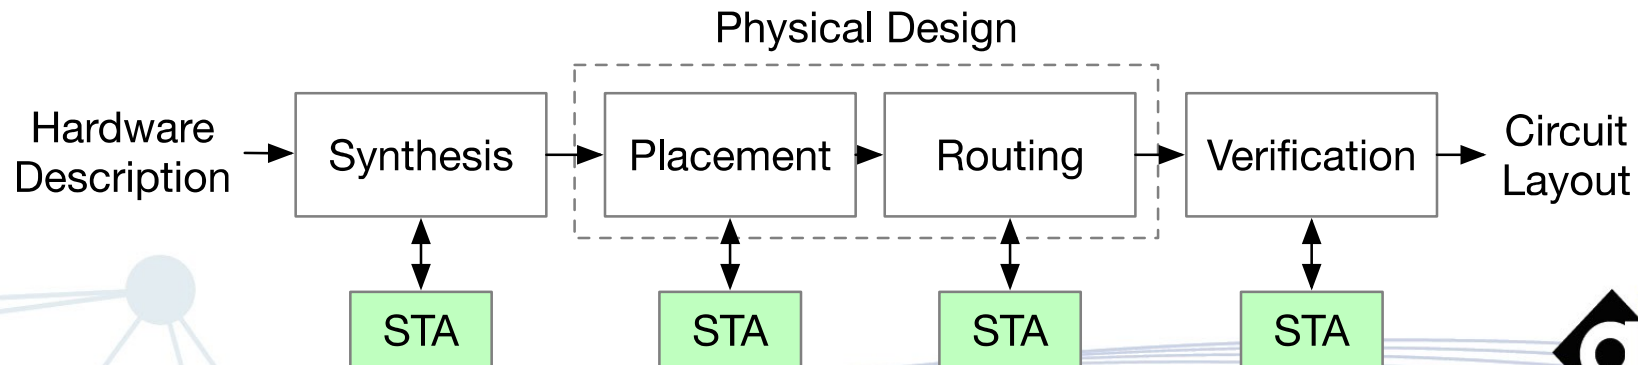 Physical Design
Hardware
Description
Synthesis
Placement
Routing
Verification
Circuit
Layout
STA
STA
STA
STA